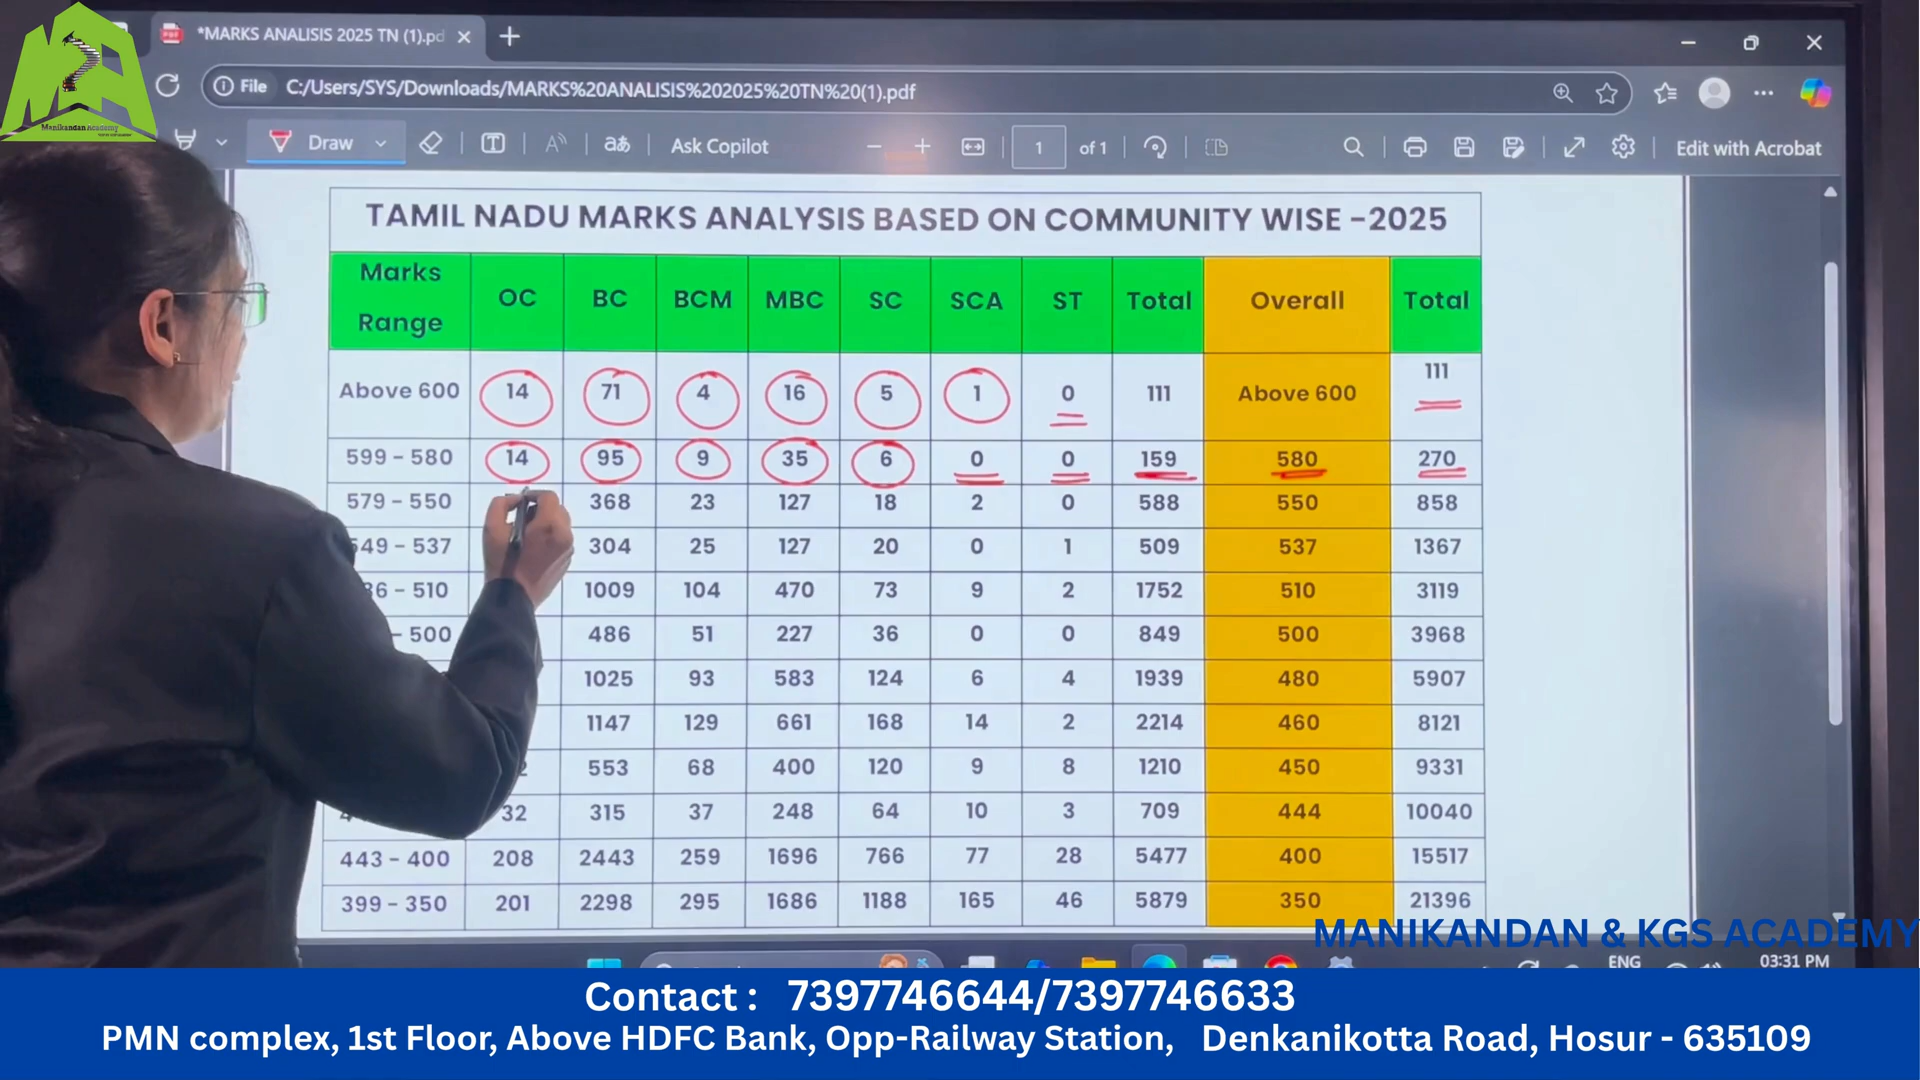 *MARKS ANALISIS 2025 TN (1).pd
File C:/Users/SYS/Downloads/MARKS%20ANALISIS%202025%20TN%20(1).pdf
Manikandan Academy
Draw Ask Copilot 1 of 1 Edit with Acrobat
TAMIL NADU MARKS ANALYSIS BASED ON COMMUNITY WISE -2025
Marks Range OC BC BCM MBC SC SCA ST Total Overall Total
Above 600 14 71 4 16 5 1 0 111 Above 600 111
599 - 580 14 95 9 35 6 0 0 159 580 270
579 - 550 368 23 127 18 2 0 588 550 858
549 - 537 304 25 127 20 0 1 509 537 1367
36 - 510 1009 104 470 73 9 2 1752 510 3119
- 500 486 51 227 36 0 0 849 500 3968
1025 93 583 124 6 4 1939 480 5907
1147 129 661 168 14 2 2214 460 8121
553 68 400 120 9 8 1210 450 9331
32 315 37 248 64 10 3 709 444 10040
443 - 400 208 2443 259 1696 766 77 28 5477 400 15517
399 - 350 201 2298 295 1686 1188 165 46 5879 350 21396
MANIKANDAN & KGS ACADEMY
ENG 03:31 PM
Contact : 7397746644/7397746633
PMN complex, 1st Floor, Above HDFC Bank, Opp-Railway Station, Denkanikotta Road, Hosur - 635109